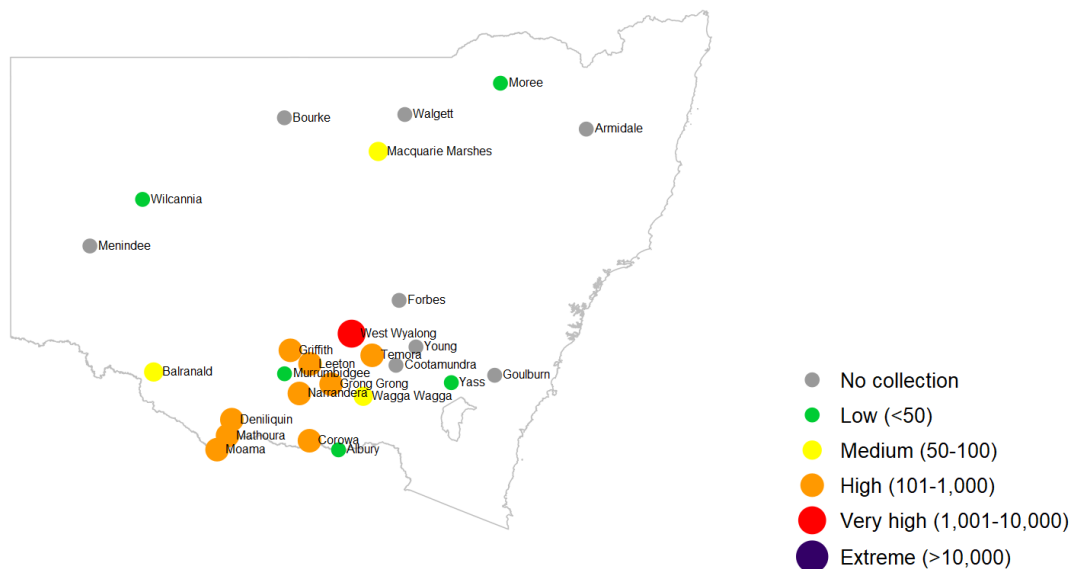 Moree
Bourke
Walgett
Armidale
Macquarie Marshes
Wilcannia
Menindee
Forbes
West Wyalong
Griffith
Young
Temora
Leeton
Cootamundra
Murrumbidgee
Balranald
Goulburn
Yass
Grong Grong
Narrandera
Wagga Wagga
Deniliquin
Mathoura
Corowa
Moama
Albury
No collection
Low (<50)
Medium (50-100)
High (101-1,000)
Very high (1,001-10,000)
Extreme (>10,000)